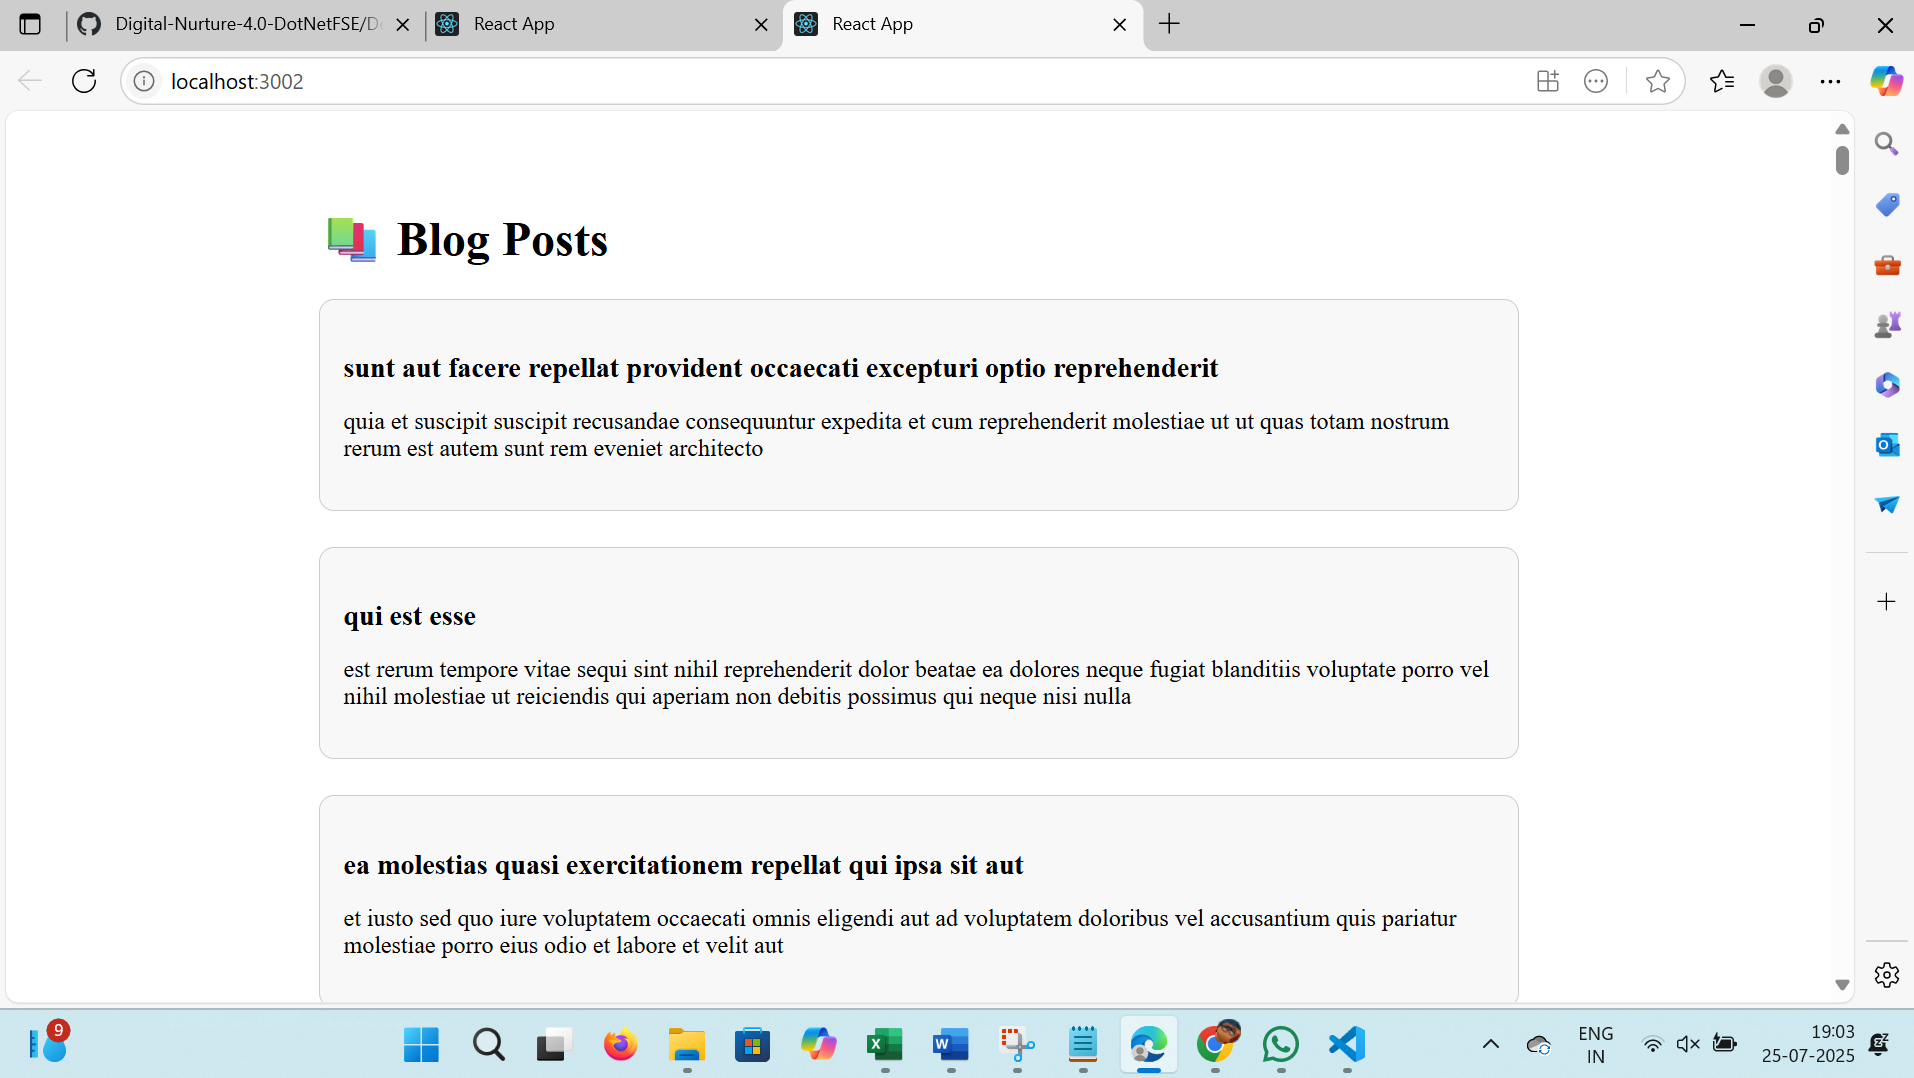 Digital-Nurture-4.0-DotNetFSE/D
React App
React App
localhost:3002
Blog Posts
sunt aut facere repellat provident occaecati excepturi optio reprehenderit
quia et suscipit suscipit recusandae consequuntur expedita et cum reprehenderit molestiae ut ut quas totam nostrum
rerum est autem sunt rem eveniet architecto
qui est esse
est rerum tempore vitae sequi sint nihil reprehenderit dolor beatae ea dolores neque fugiat blanditiis voluptate porro vel
nihil molestiae ut reiciendis qui aperiam non debitis possimus qui neque nisi nulla
ea molestias quasi exercitationem repellat qui ipsa sit aut
et iusto sed quo iure voluptatem occaecati omnis eligendi aut ad voluptatem doloribus vel accusantium quis pariatur
molestiae porro eius odio et labore et velit aut
9
ENG
IN
19:03
25-07-2025